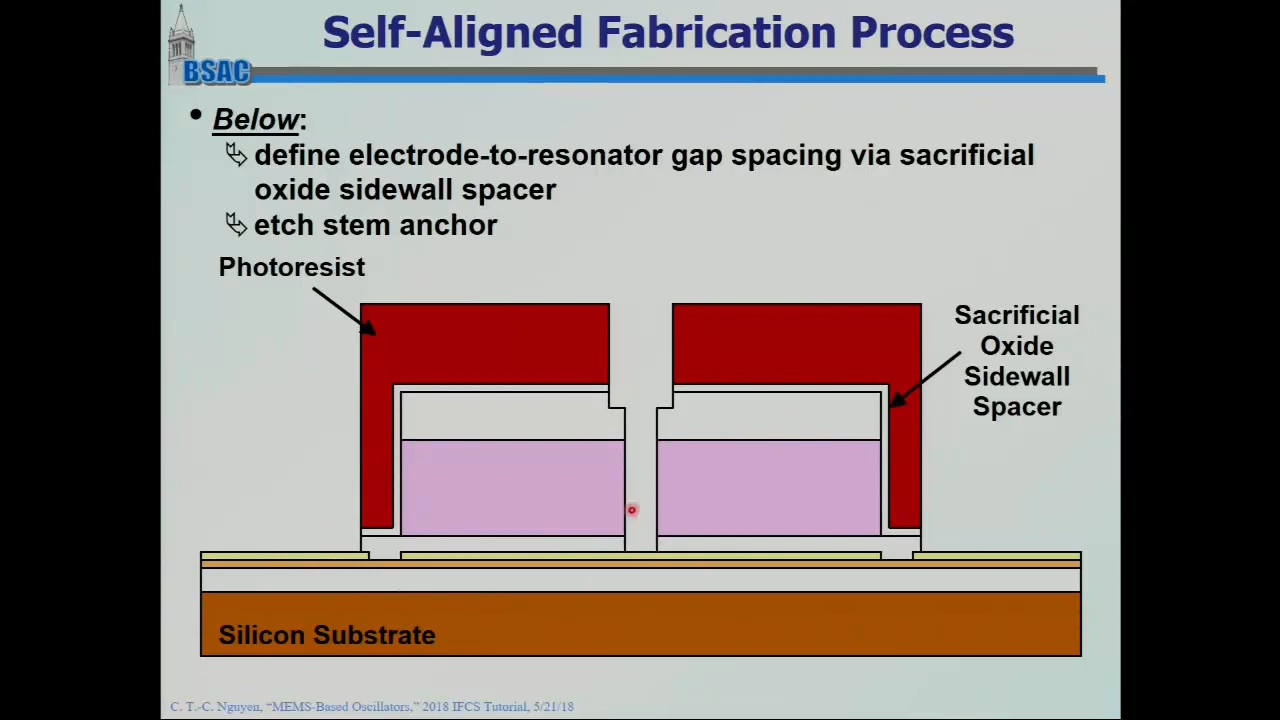 Self-Aligned Fabrication Process
BSAC
• Below:
define electrode-to-resonator gap spacing via sacrificial
oxide sidewall spacer
etch stem anchor
Photoresist
Sacrificial
Oxide
Sidewall
Spacer
Silicon Substrate
C. T.-C. Nguyen, “MEMS-Based Oscillators,” 2018 IFCS Tutorial, 5/21/18